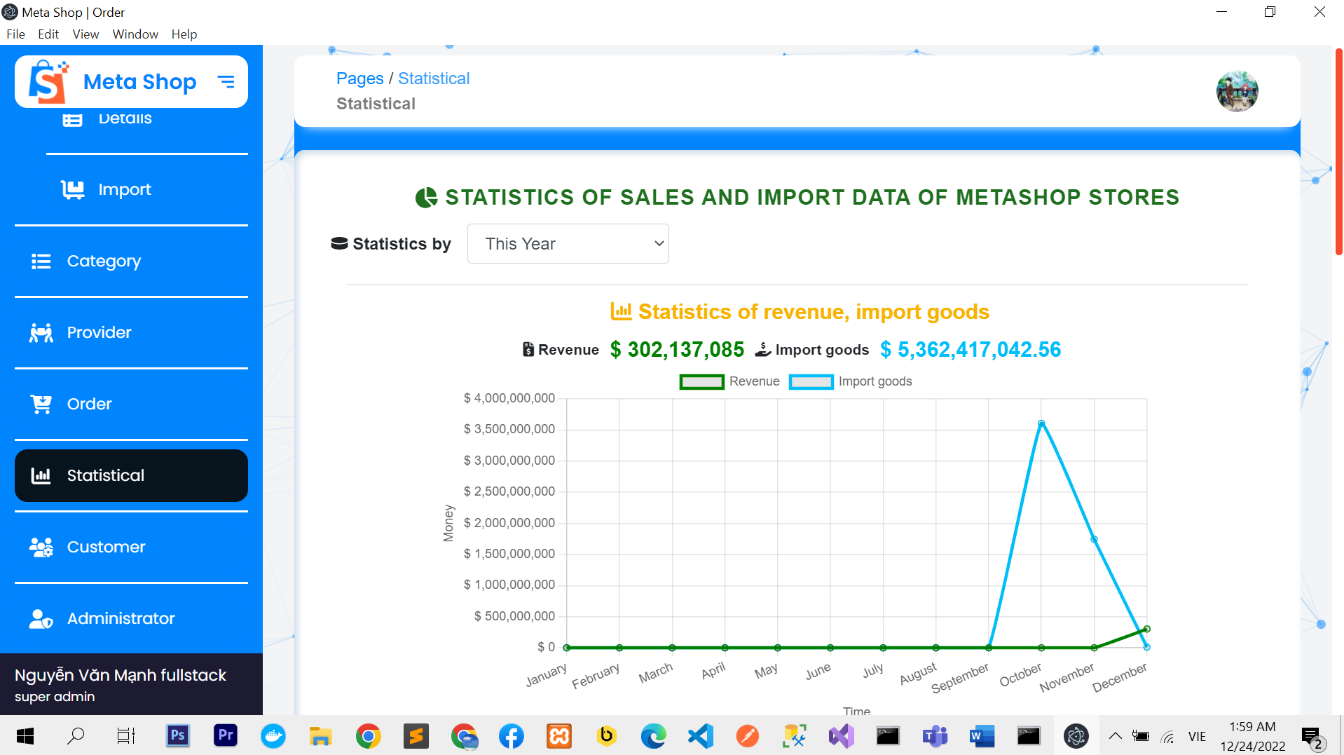 Meta Shop | Order
File Edit View Window Help
Meta Shop
Details
Import
Category
Provider
Order
Statistical
Customer
Administrator
Nguyễn Văn Mạnh fullstack
super admin
Pages / Statistical
Statistical
STATISTICS OF SALES AND IMPORT DATA OF METASHOP STORES
Statistics by This Year
Statistics of revenue, import goods
Revenue $ 302,137,085 Import goods $ 5,362,417,042.56
Revenue Import goods
$ 4,000,000,000
$ 3,500,000,000
$ 3,000,000,000
$ 2,500,000,000
$ 2,000,000,000
$ 1,500,000,000
$ 1,000,000,000
$ 500,000,000
$ 0
Money
January February March April May June July August September October November December
Time
Ps Pr VIE
1:59 AM
12/24/2022
2